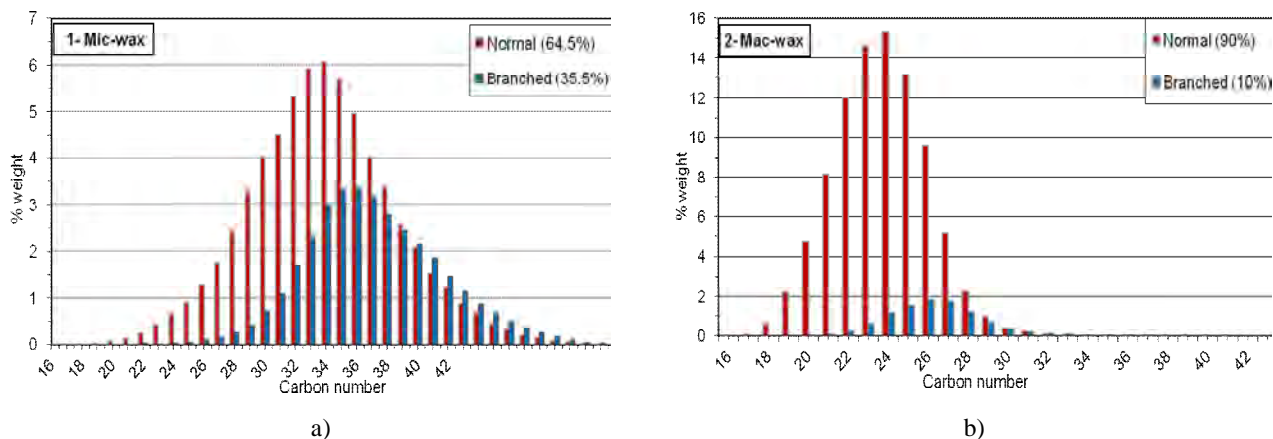 1- Mic-wax
Normal (64.5%)
Branched (35.5%)
% weight
7
6
5
4
3
2
1
0
16 18 20 22 24 26 28 30 32 34 36 38 40 42
Carbon number
a)
2- Mac-wax
Normal (90%)
Branched (10%)
% weight
16
14
12
10
8
6
4
2
0
16 18 20 22 24 26 28 30 32 34 36 38 40 42
Carbon number
b)